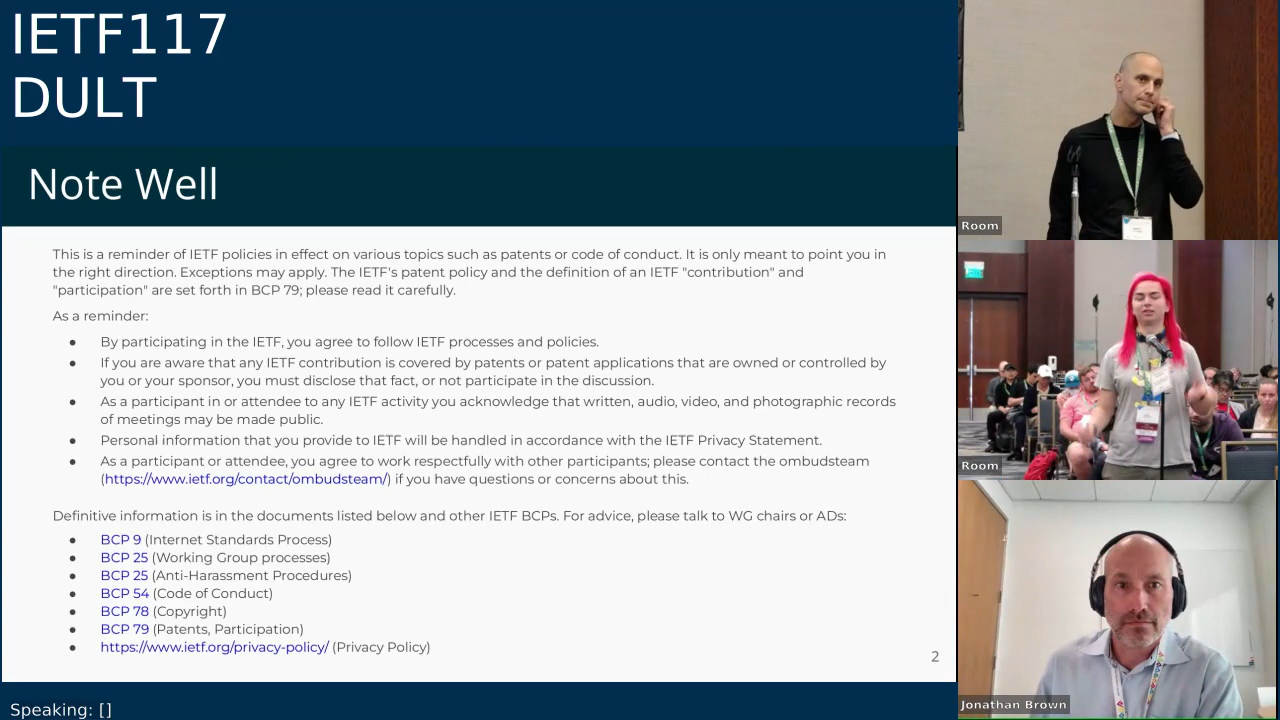 IETF117
DULT
Note Well
This is a reminder of IETF policies in effect on various topics such as patents or code of conduct. It is only meant to point you in
the right direction. Exceptions may apply. The IETF's patent policy and the definition of an IETF "contribution" and
"participation" are set forth in BCP 79; please read it carefully.
As a reminder:
● By participating in the IETF, you agree to follow IETF processes and policies.
● If you are aware that any IETF contribution is covered by patents or patent applications that are owned or controlled by
you or your sponsor, you must disclose that fact, or not participate in the discussion.
● As a participant in or attendee to any IETF activity you acknowledge that written, audio, video, and photographic records
of meetings may be made public.
● Personal information that you provide to IETF will be handled in accordance with the IETF Privacy Statement.
● As a participant or attendee, you agree to work respectfully with other participants; please contact the ombudsteam
(https://www.ietf.org/contact/ombudsteam/) if you have questions or concerns about this.
Definitive information is in the documents listed below and other IETF BCPs. For advice, please talk to WG chairs or ADs:
● BCP 9 (Internet Standards Process)
● BCP 25 (Working Group processes)
● BCP 25 (Anti-Harassment Procedures)
● BCP 54 (Code of Conduct)
● BCP 78 (Copyright)
● BCP 79 (Patents, Participation)
● https://www.ietf.org/privacy-policy/ (Privacy Policy)
2
Speaking: []
Room
Room
Jonathan Brown